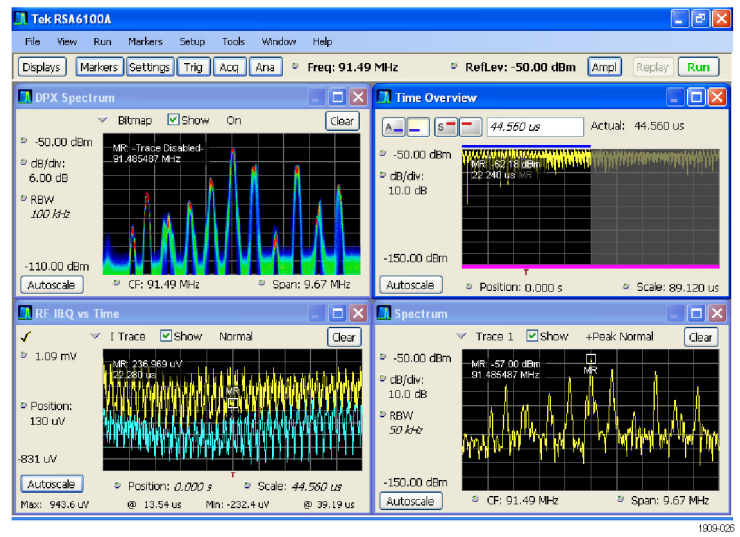 Tek RSA6100A
File View Run Markers Setup Tools Window Help
Displays Markers Settings Trig Acq Ana Freq: 91.49 MHz RefLev: -50.00 dBm Ampl Replay Run
DPX Spectrum
Bitmap Show On Clear
-50.00 dBm
dB/div:
6.00 dB
RBW
100 kHz
-110.00 dBm
MR: -Trace Disabled-
91.485487 MHz
Autoscale CF: 91.49 MHz Span: 9.67 MHz
Time Overview
A S 44.560 us Actual: 44.560 us
-50.00 dBm
dB/div:
10.0 dB
-150.00 dBm
MR: -62.18 dBm
22.240 us MR
T
Autoscale Position: 0.000 s Scale: 89.120 us
RF I&Q vs Time
I Trace Show Normal Clear
1.09 mV
Position:
130 uV
-831 uV
MR: 236.969 uV
22.280 us
MR
T
Autoscale Position: 0.000 s Scale: 44.560 us
Max: 943.6 uV @ 13.54 us Min: -232.4 uV @ 39.19 us
Spectrum
Trace 1 Show +Peak Normal Clear
-50.00 dBm
dB/div:
10.0 dB
RBW
50 kHz
-150.00 dBm
MR: -57.00 dBm
91.485487 MHz
MR
Autoscale CF: 91.49 MHz Span: 9.67 MHz
1909-026